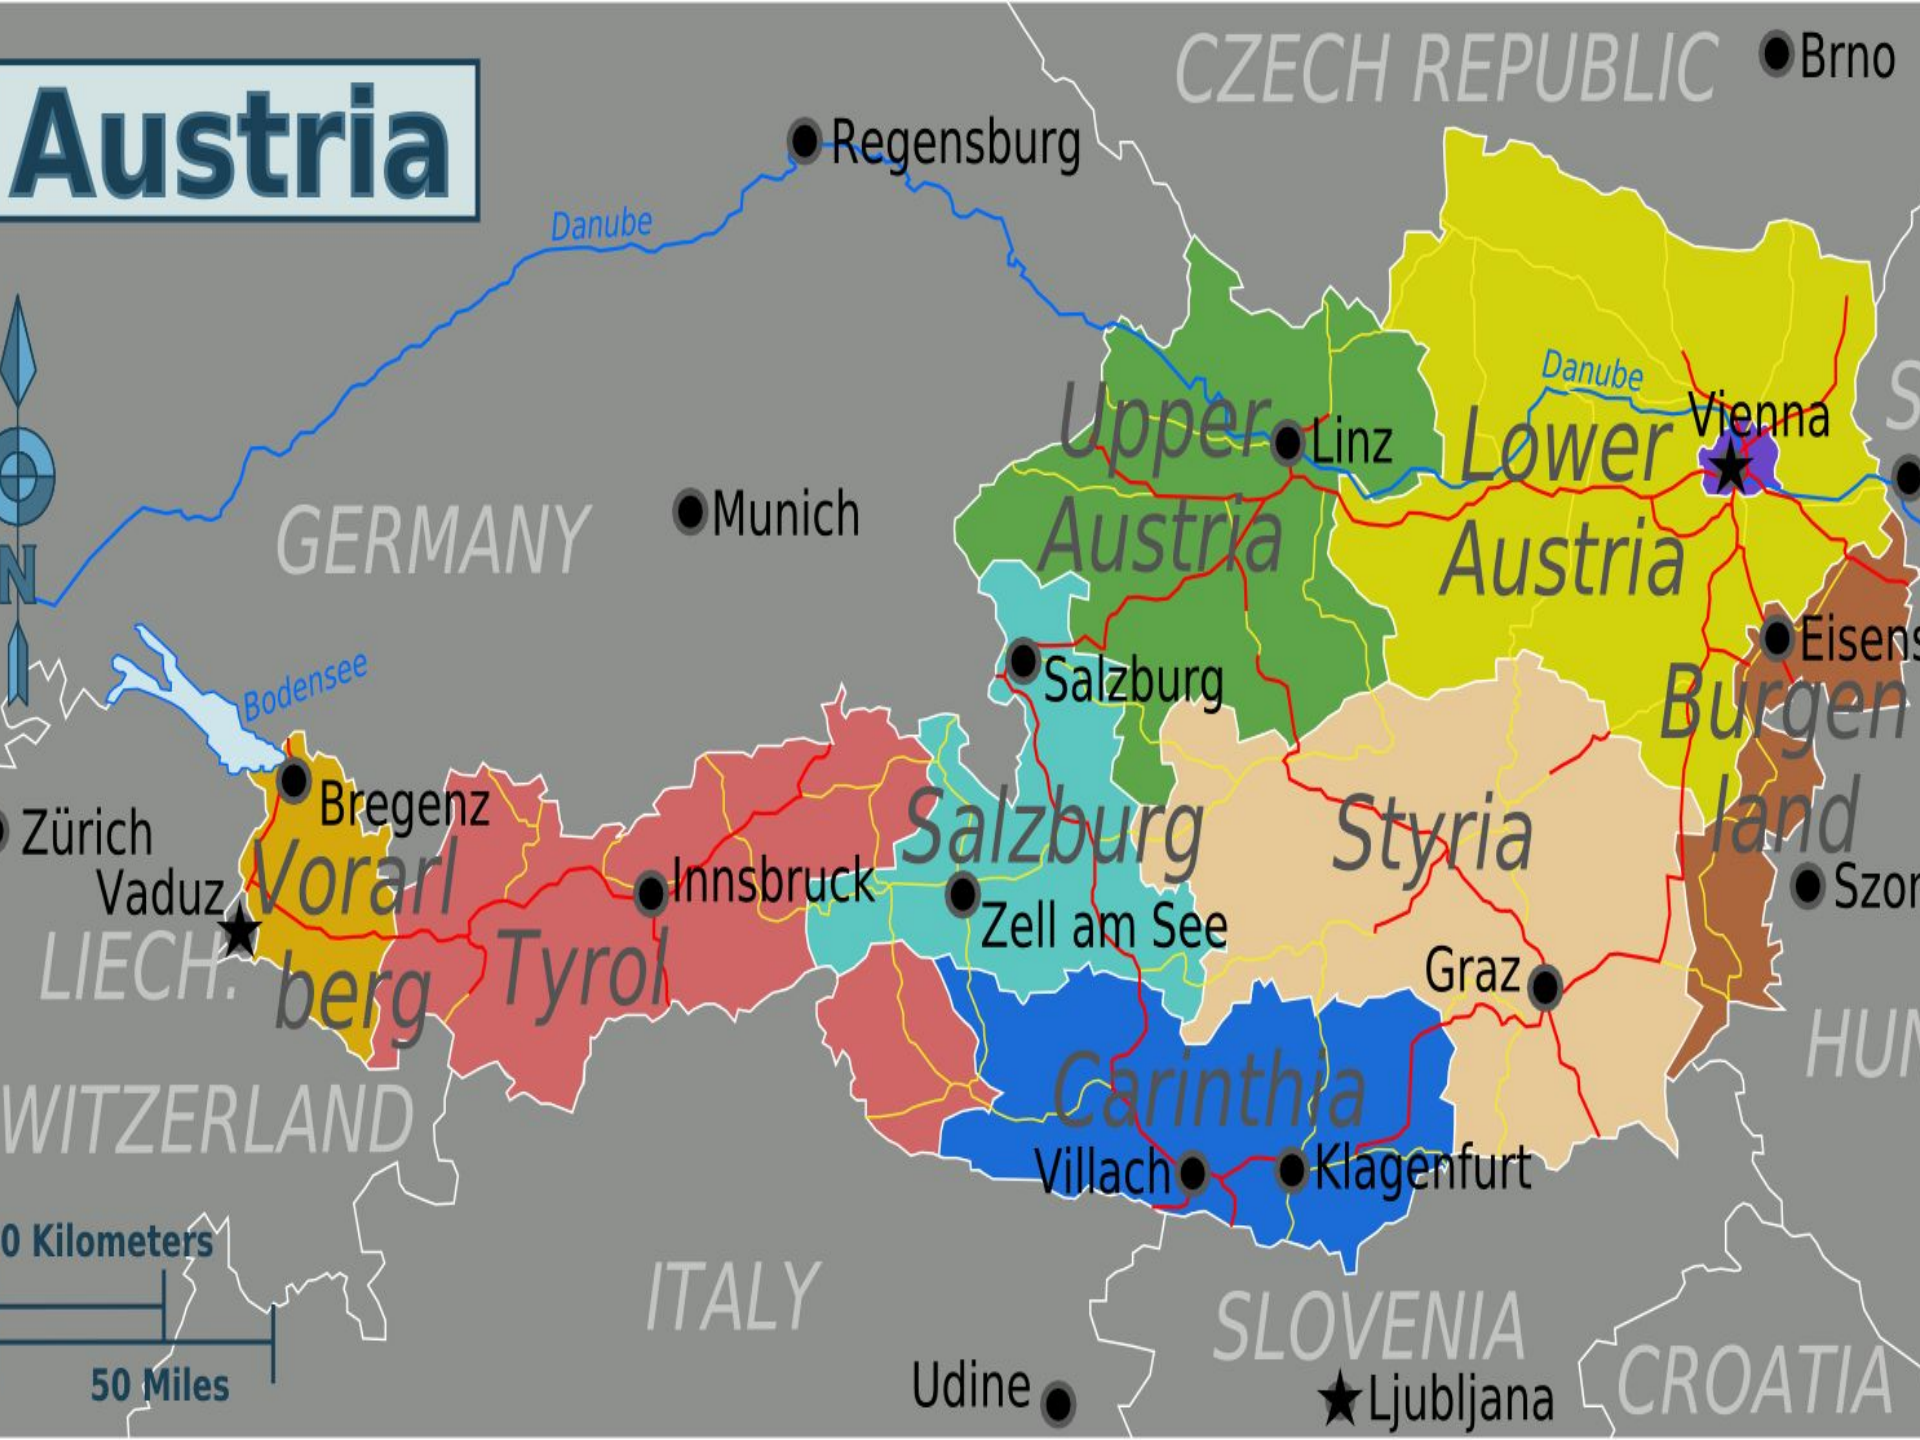 CZECH REPUBLIC
Brno
Austria
Regensburg
Danube
Danube
Vienna
Upper
Austria
Linz
Lower
Austria
S
GERMANY
Munich
N
Bodensee
Salzburg
Eisens
Burgen
land
Zürich
Bregenz
Vorarl
berg
Vaduz
LIECH.
Innsbruck
Tyrol
Salzburg
Zell am See
Styria
Graz
Szor
HUN
WITZERLAND
Carinthia
Villach
Klagenfurt
0 Kilometers
50 Miles
ITALY
SLOVENIA
CROATIA
Udine
Ljubljana